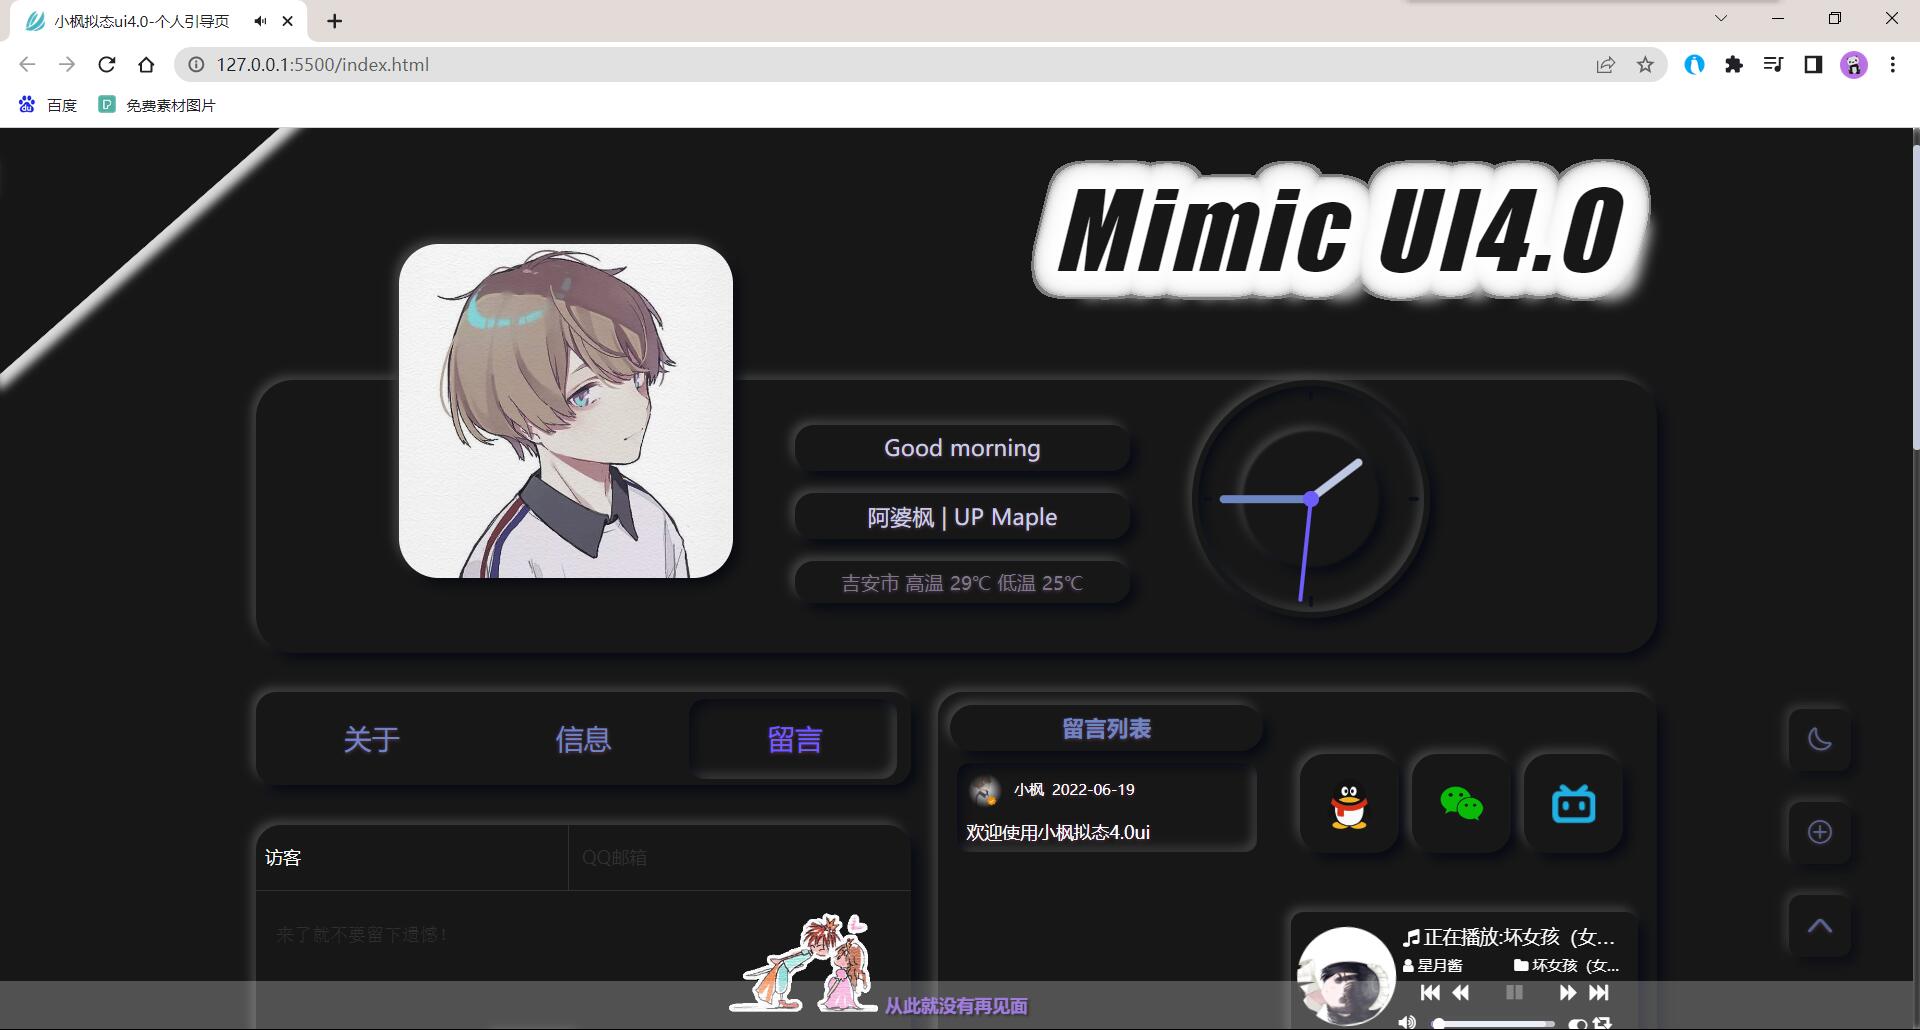 小枫拟态ui4.0-个人引导页
127.0.0.1:5500/index.html
百度
免费素材图片
Mimic UI4.0
Good morning
阿婆枫 | UP Maple
吉安市 高温 29℃ 低温 25℃
关于
信息
留言
留言列表
小枫 2022-06-19
欢迎使用小枫拟态4.0ui
访客
QQ邮箱
来了就不要留下遗憾！
正在播放:坏女孩（女...
星月酱
坏女孩（女...
从此就没有再见面